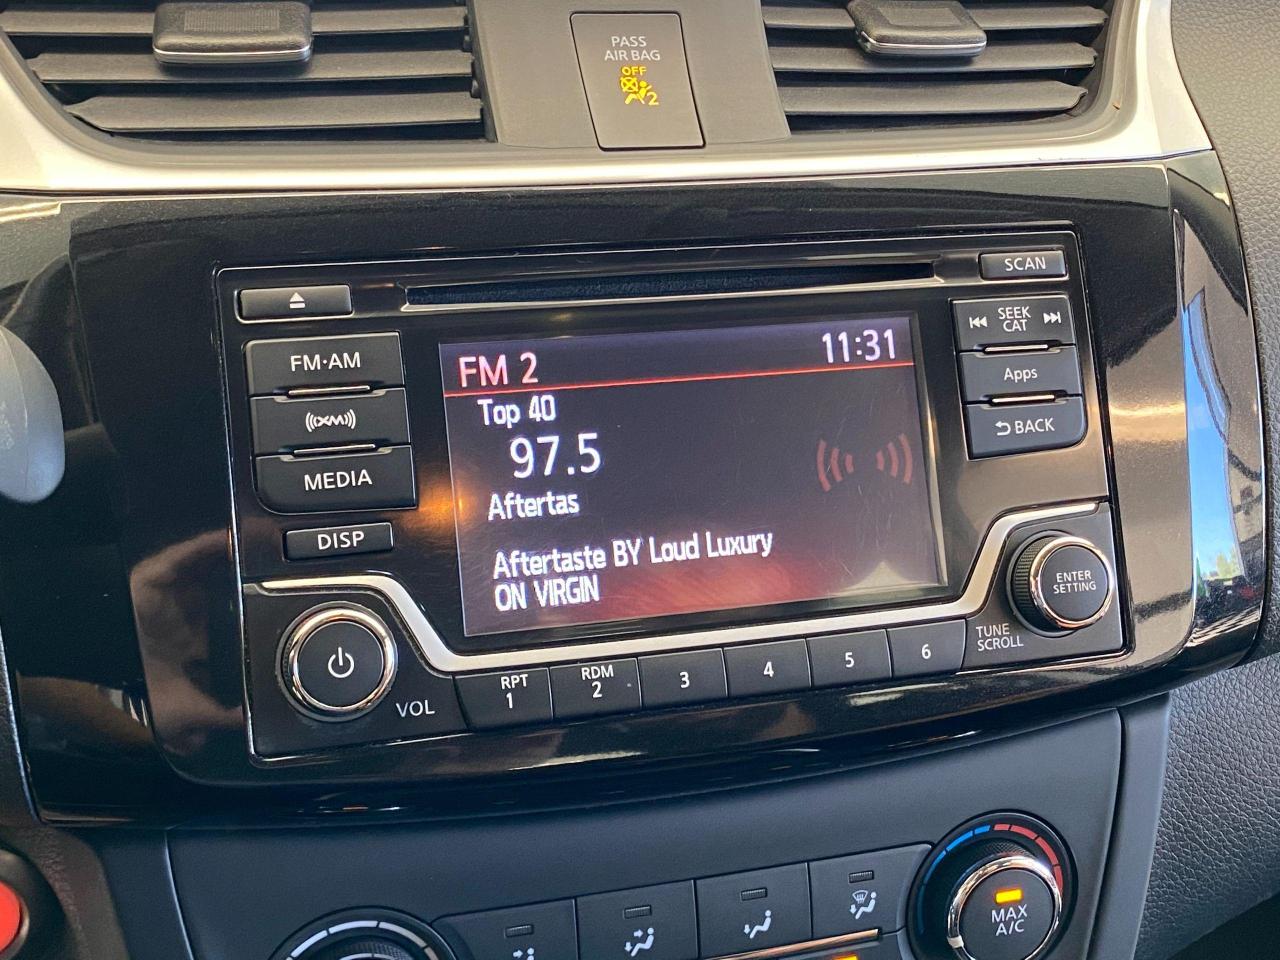 PASS
AIR BAG
OFF
2
SCAN
FM·AM
XM
MEDIA
DISP
VOL
FM 2
11:31
Top 40
97.5
Aftertas
Aftertaste BY Loud Luxury
ON VIRGIN
SEEK
CAT
Apps
BACK
ENTER
SETTING
TUNE
SCROLL
RPT
1
RDM
2
3
4
5
6
MAX
A/C